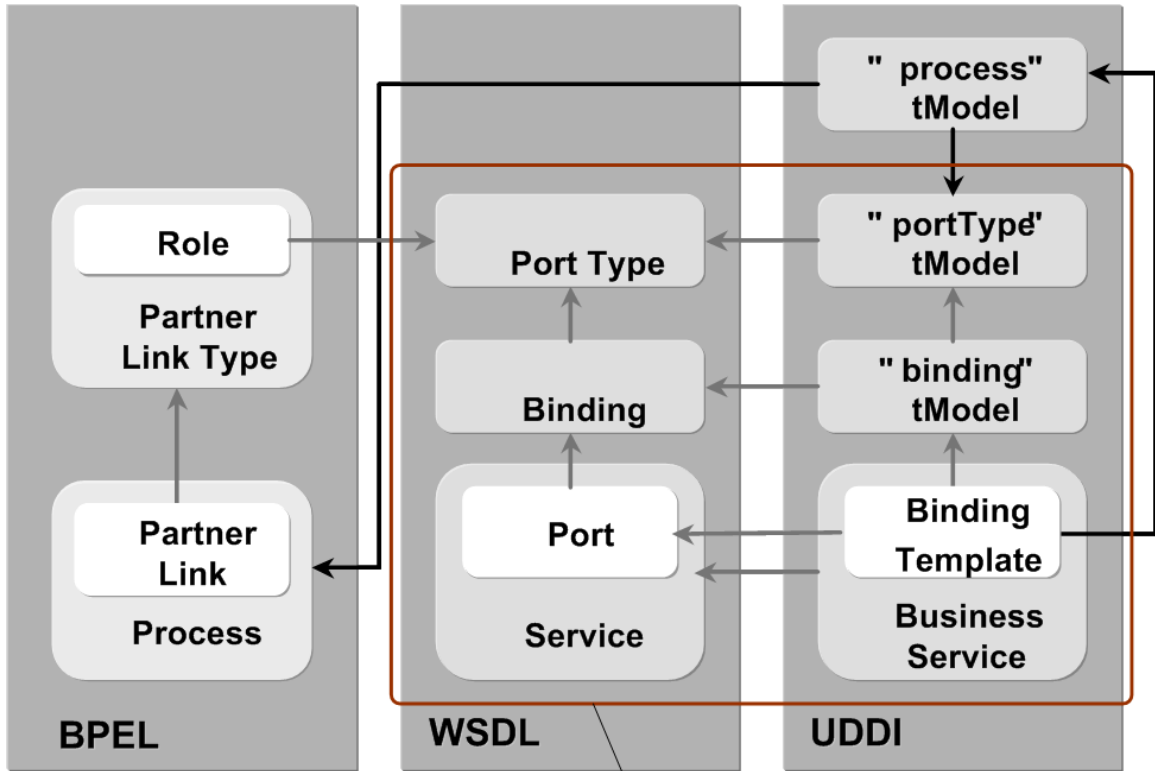 Role
Partner
Link Type
Partner
Link
Process
BPEL
Port Type
Binding
Port
Service
WSDL
" process"
tModel
" portType"
tModel
" binding"
tModel
Binding
Template
Business
Service
UDDI